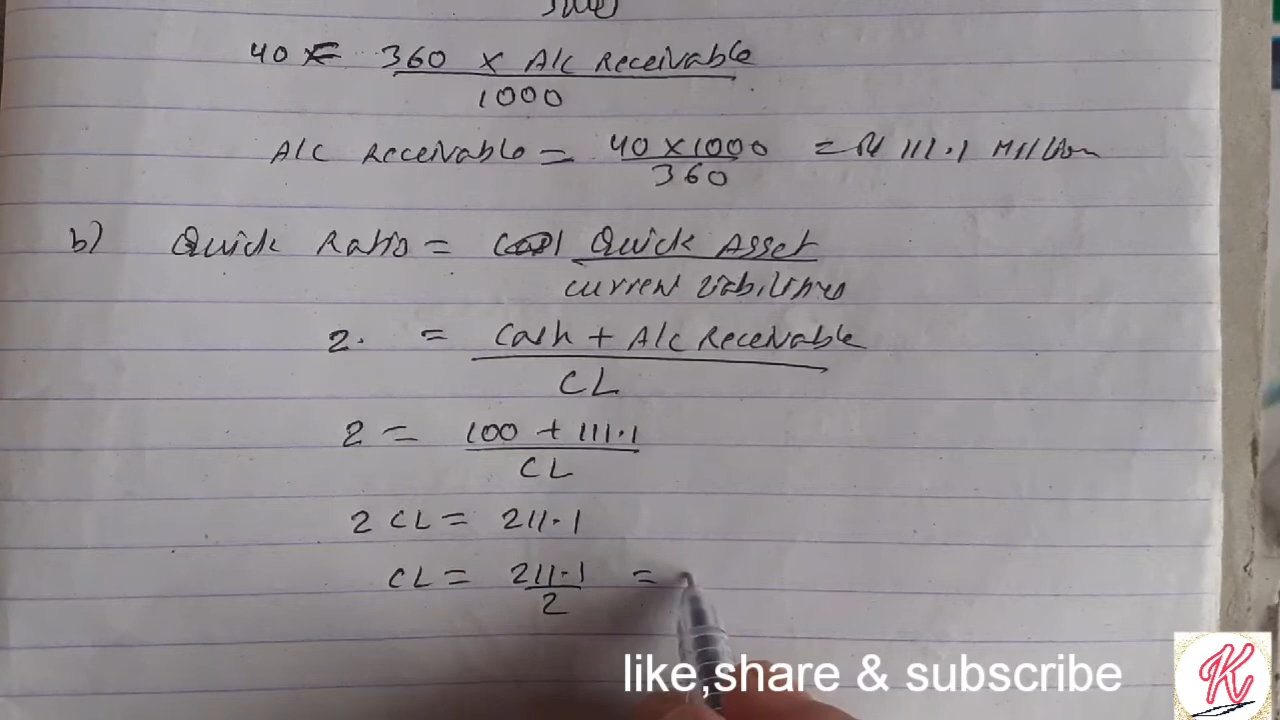 40 = 360 x A/c Receivable
1000
A/c Receivable = 40 x 1000 = 111.1 Million
360
b) Quick Ratio = Quick Asset
current liabilities
2. = Cash + A/c Receivable
CL
2 = 100 + 111.1
CL
2 CL = 211.1
CL = 211.1 =
2
like,share & subscribe
K